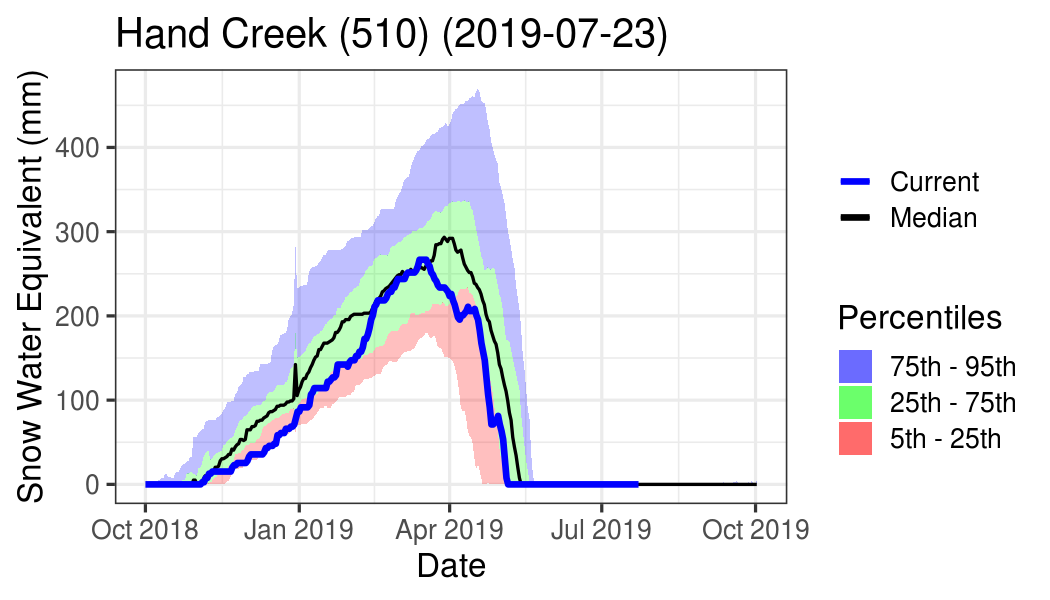 Hand Creek (510) (2019-07-23)
Snow Water Equivalent (mm)
400
300
200
100
0
Oct 2018
Jan 2019
Apr 2019
Jul 2019
Oct 2019
Date
Current
Median
Percentiles
75th - 95th
25th - 75th
5th - 25th